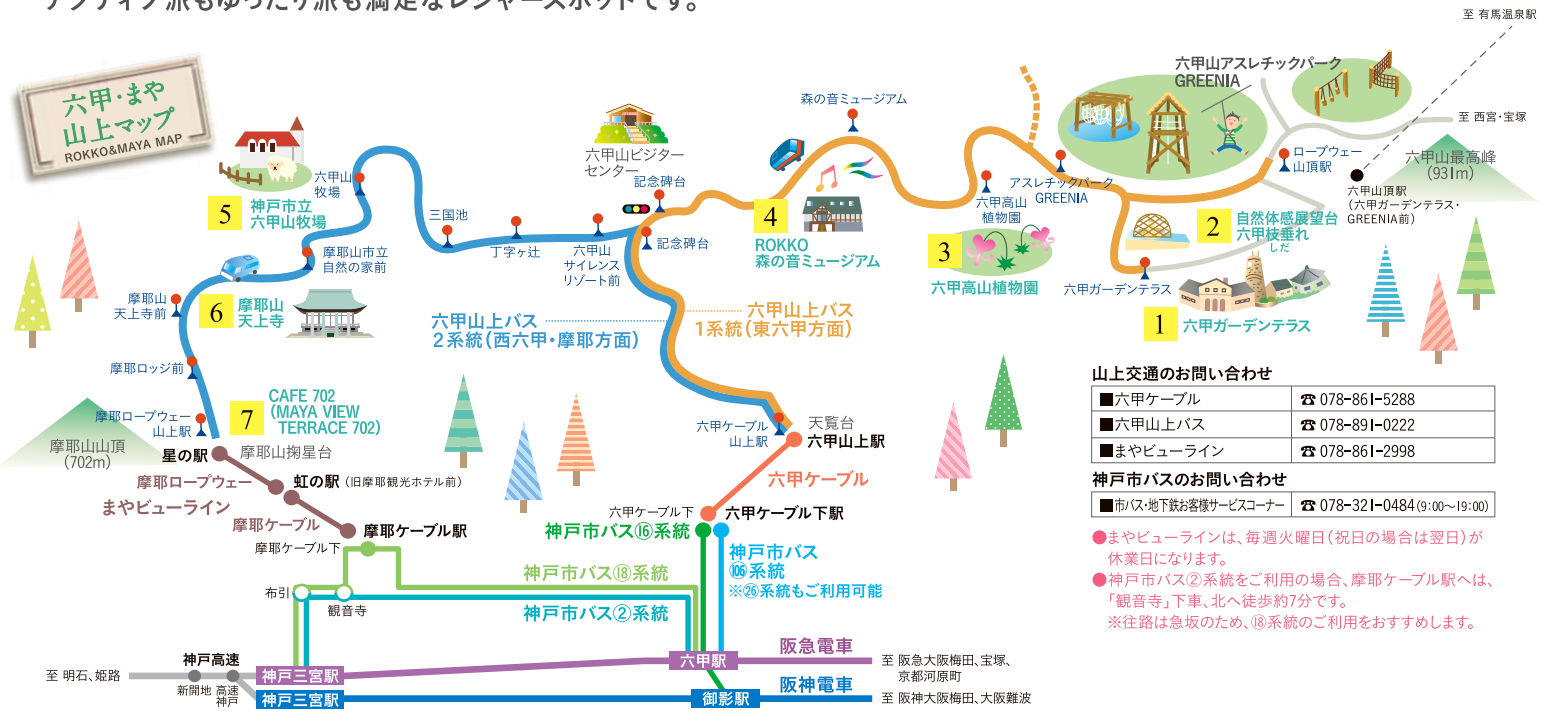 アクティブ派もゆったり派も満足なレジャースポットです。
六甲・まや
山上マップ
ROKKO&MAYA MAP
至 有馬温泉駅
六甲山アスレチックパーク
GREENIA
至 西宮・宝塚
六甲山最高峰
(931m)
ロープウェー
山頂駅
六甲山頂駅
(六甲ガーデンテラス・
GREENIA前)
森の音ミュージアム
六甲山ビジター
センター
記念碑台
記念碑台
4
ROKKO
森の音ミュージアム
アスレチックパーク
GREENIA
六甲高山
植物園
3
六甲高山植物園
2
自然体感展望台
六甲枝垂れ
しだ
六甲ガーデンテラス
1
六甲ガーデンテラス
六甲山
牧場
5
神戸市立
六甲山牧場
三国池
丁字ヶ辻
六甲山
サイレンス
リゾート前
摩耶山市立
自然の家前
摩耶山
天上寺前
6
摩耶山
天上寺
六甲山上バス
2系統(西六甲・摩耶方面)
六甲山上バス
1系統(東六甲方面)
摩耶ロッジ前
7
CAFE 702
(MAYA VIEW
TERRACE 702)
摩耶ロープウェー
山上駅
摩耶山山頂
(702m)
星の駅
摩耶山掬星台
摩耶ロープウェー
虹の駅(旧摩耶観光ホテル前)
まやビューライン
摩耶ケーブル
摩耶ケーブル駅
摩耶ケーブル下
六甲ケーブル
山上駅
天覧台
六甲山上駅
六甲ケーブル
六甲ケーブル下
六甲ケーブル下駅
神戸市バス⑯系統
神戸市バス
106系統
※㉖系統もご利用可能
神戸市バス⑱系統
神戸市バス②系統
布引
観音寺
阪急電車
六甲駅
至 阪急大阪梅田、宝塚、
京都河原町
阪神電車
御影駅
至 阪神大阪梅田、大阪難波
至 明石、姫路
神戸高速
新開地
高速
神戸
神戸三宮駅
神戸三宮駅
山上交通のお問い合わせ
■六甲ケーブル ☎078-861-5288
■六甲山上バス ☎078-891-0222
■まやビューライン ☎078-861-2998
神戸市バスのお問い合わせ
■市バス・地下鉄お客様サービスコーナー ☎078-321-0484(9:00〜19:00)
●まやビューラインは、毎週火曜日(祝日の場合は翌日)が
休業日になります。
●神戸市バス②系統をご利用の場合、摩耶ケーブル駅へは、
「観音寺」下車、北へ徒歩約7分です。
※往路は急坂のため、⑱系統のご利用をおすすめします。